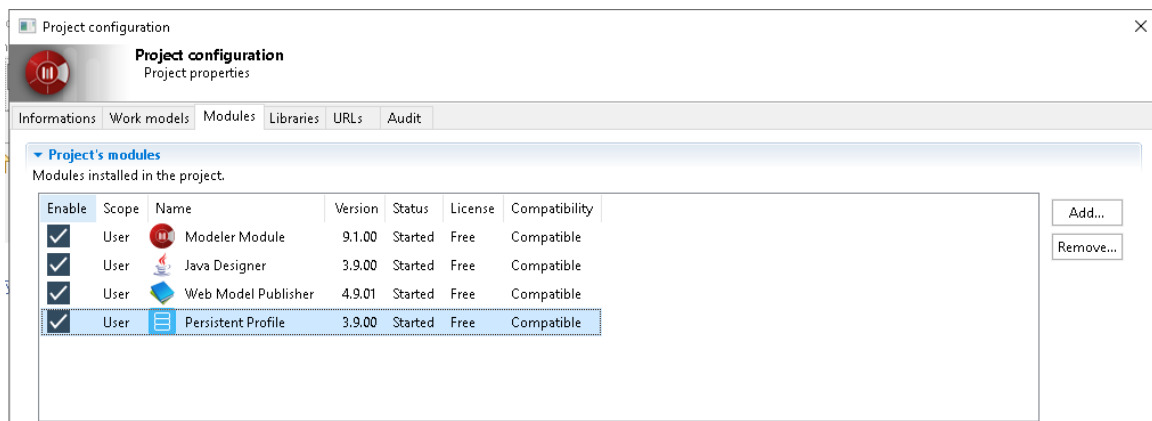 Project configuration
Project configuration
Project properties
Informations Work models Modules Libraries URLs Audit
Project's modules
Modules installed in the project.
Enable Scope Name Version Status License Compatibility
User Modeler Module 9.1.00 Started Free Compatible
User Java Designer 3.9.00 Started Free Compatible
User Web Model Publisher 4.9.01 Started Free Compatible
User Persistent Profile 3.9.00 Started Free Compatible
Add...
Remove...